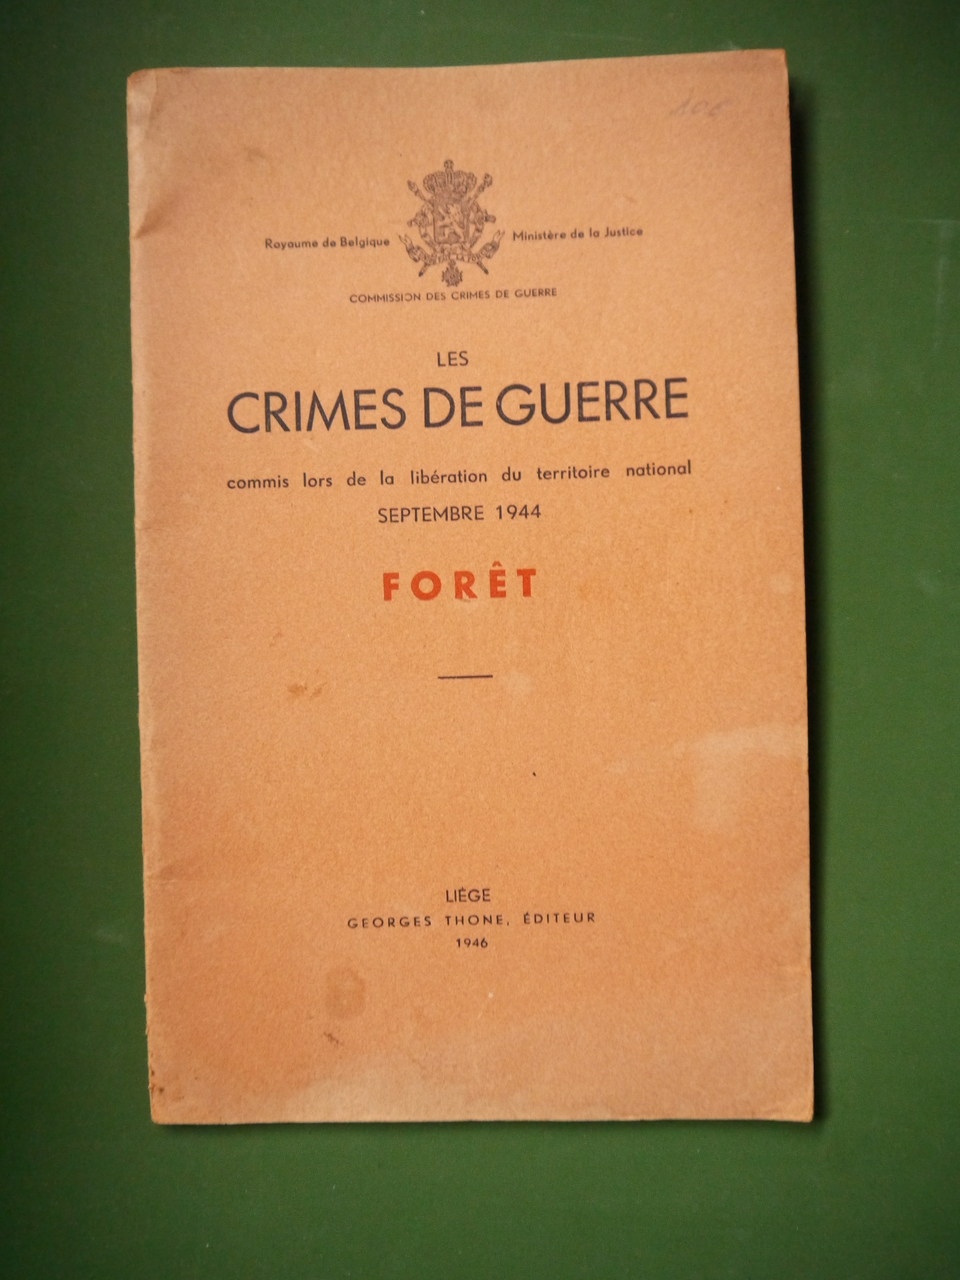 Royaume de Belgique Ministère de la Justice
COMMISSION DES CRIMES DE GUERRE
LES
CRIMES DE GUERRE
commis lors de la libération du territoire national
SEPTEMBRE 1944
FORÊT
LIÉGE
GEORGES THONE, ÉDITEUR
1946